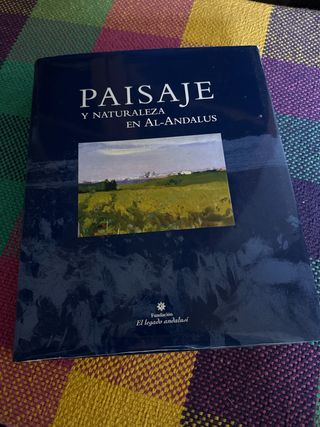 PAISAJE
Y NATURALEZA
EN AL-ANDALUS
Fundación
El legado andalusí